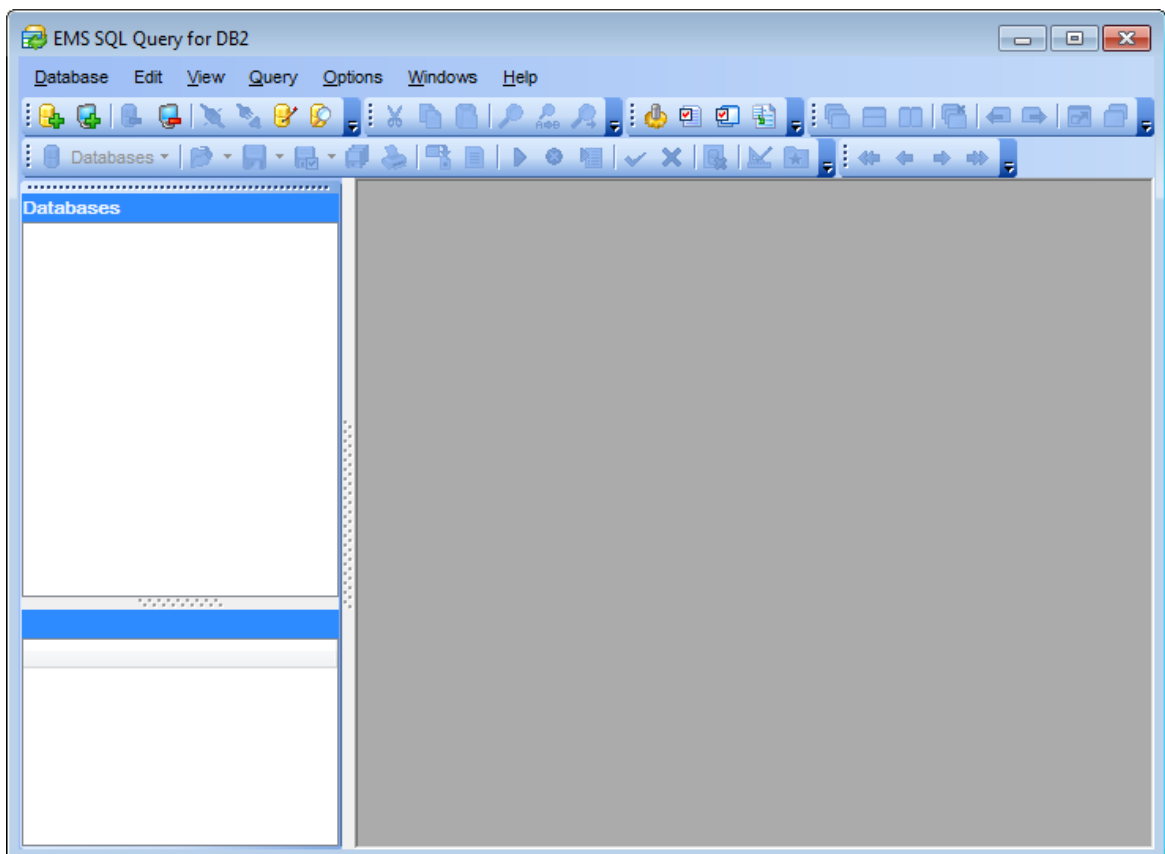 EMS SQL Query for DB2
Database Edit View Query Options Windows Help
Databases
Databases